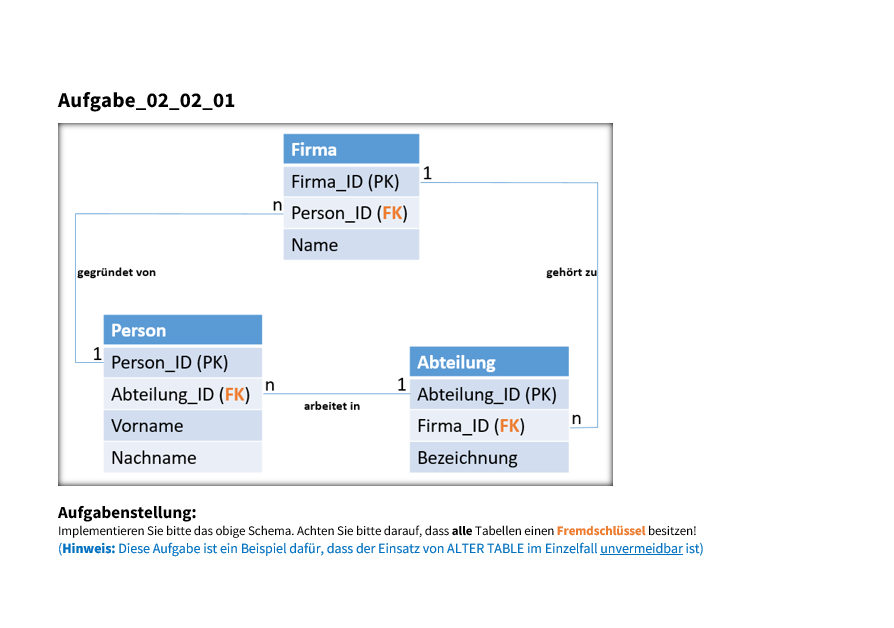 Aufgabe_02_02_01
Firma
Firma_ID (PK)
1
n
Person_ID (FK)
Name
gegründet von
gehört zu
Person
1
Person_ID (PK)
Abteilung_ID (FK)
n
Vorname
Nachname
arbeitet in
Abteilung
1
Abteilung_ID (PK)
Firma_ID (FK)
n
Bezeichnung
Aufgabenstellung:
Implementieren Sie bitte das obige Schema. Achten Sie bitte darauf, dass alle Tabellen einen Fremdschlüssel besitzen!
(Hinweis: Diese Aufgabe ist ein Beispiel dafür, dass der Einsatz von ALTER TABLE im Einzelfall unvermeidbar ist)